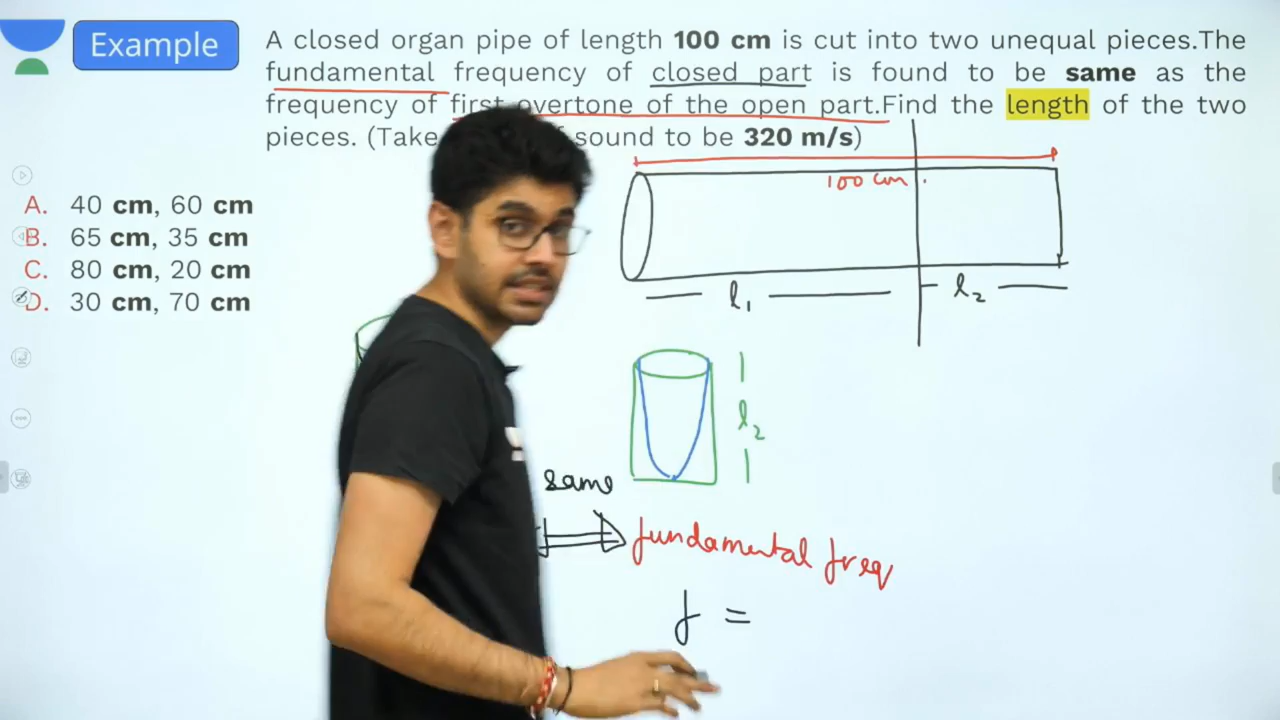 Example
A closed organ pipe of length 100 cm is cut into two unequal pieces.The
fundamental frequency of closed part is found to be same as the
frequency of first overtone of the open part.Find the length of the two
pieces. (Take sound to be 320 m/s)
100 cm
A. 40 cm, 60 cm
B. 65 cm, 35 cm
C. 80 cm, 20 cm
D. 30 cm, 70 cm
l₁
l₂
l₂
same
fundamental freq
f =